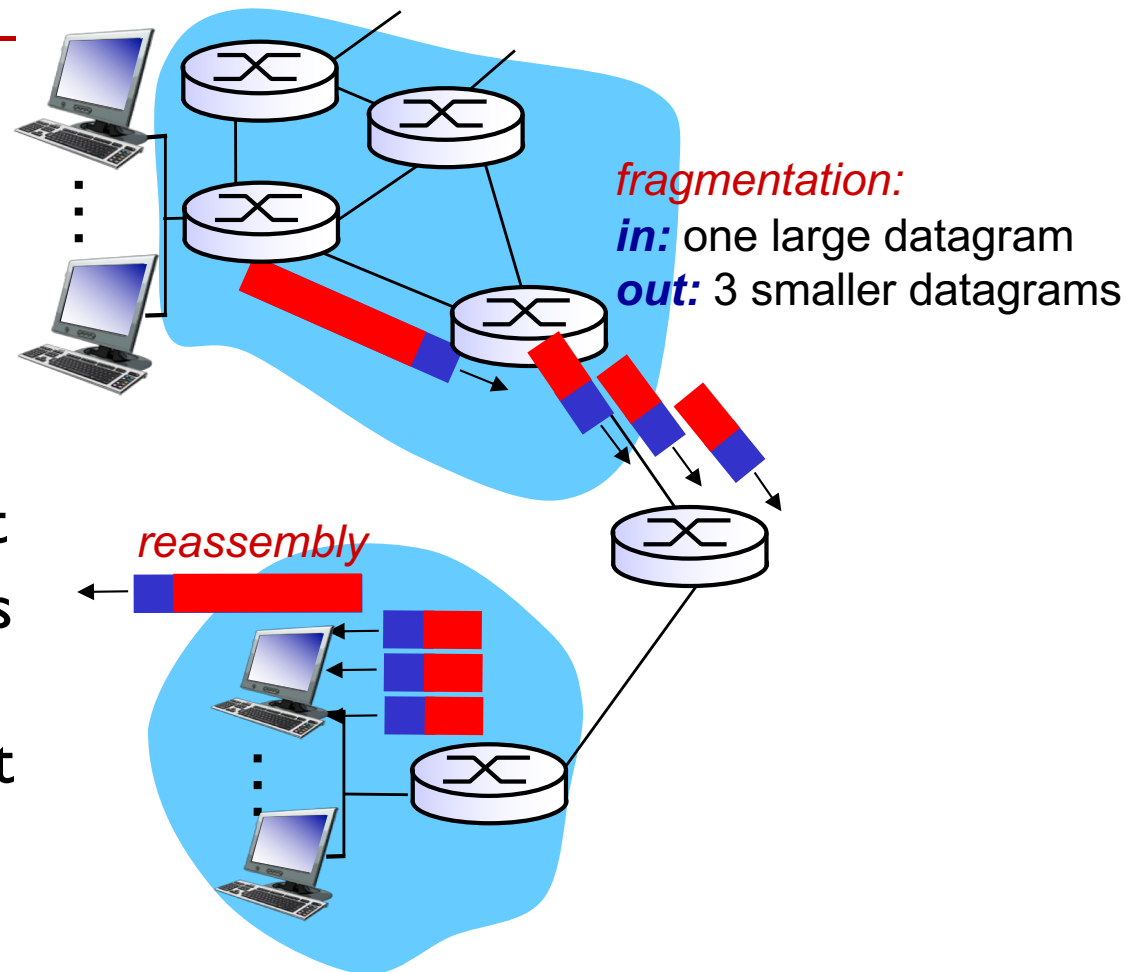 fragmentation:
in: one large datagram
out: 3 smaller datagrams
reassembly